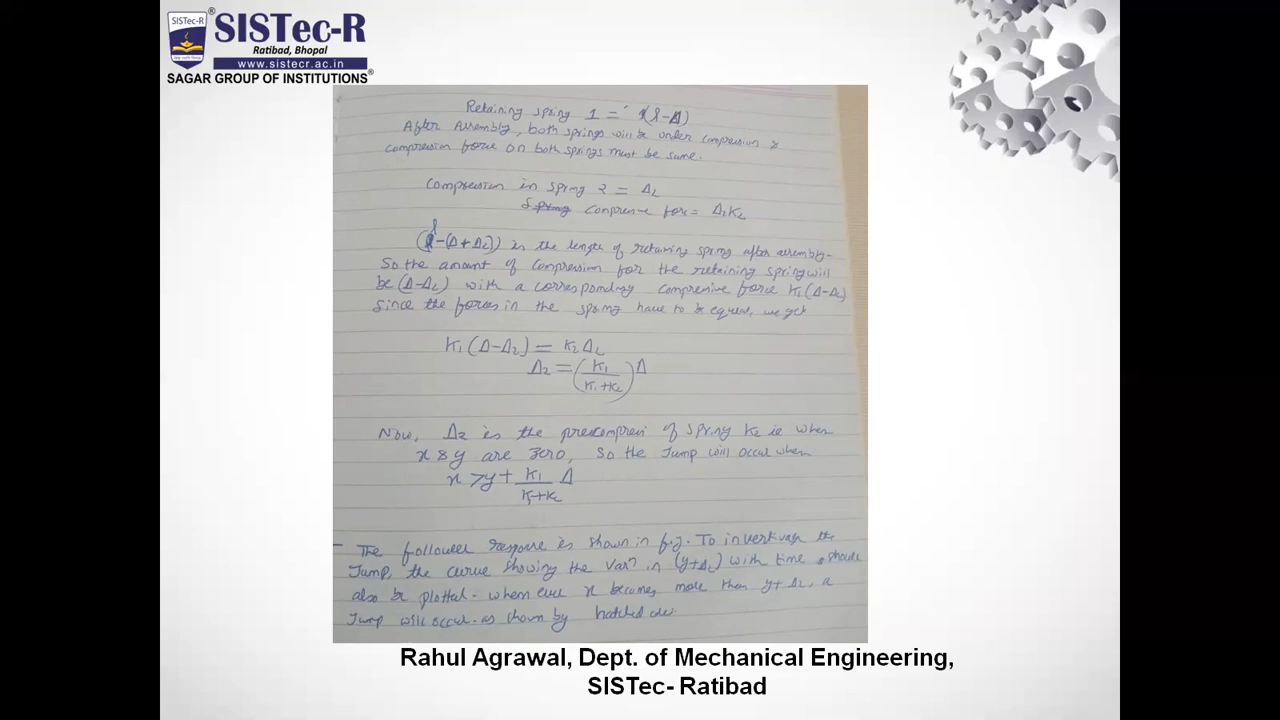 SISTec-R
®
SISTec-R
Ratibad, Bhopal
www.sistecr.ac.in
SAGAR GROUP OF INSTITUTIONS®
Retaining spring 1 = (l-Δ)
After Assembly, both springs will be under compression &
compression force on both springs must be same.
Compression in spring 2 = Δ2
compressive force = Δ2K2
(l-(Δ+Δ2)) is the length of retaining spring after assembly.
So the amount of compression for the retaining spring will
be (Δ-Δ2) with a corresponding compressive force K1(Δ-Δ2)
Since the forces in the spring have to be equal, we get
K1(Δ-Δ2) = K2Δ2
Δ2 = (K1/(K1+K2))Δ
Now, Δ2 is the of spring K2 ie when
x & y are zero, so the Jump will occur when
x > y + K1/(K1+K2) Δ
- The follower response is shown in fig. To the
Jump, the curve showing the Varn in (y+Δ2) with time should
also be plotted. when ever x becomes more than y+Δ2, a
Jump will occur as shown by hatched
Rahul Agrawal, Dept. of Mechanical Engineering,
SISTec- Ratibad